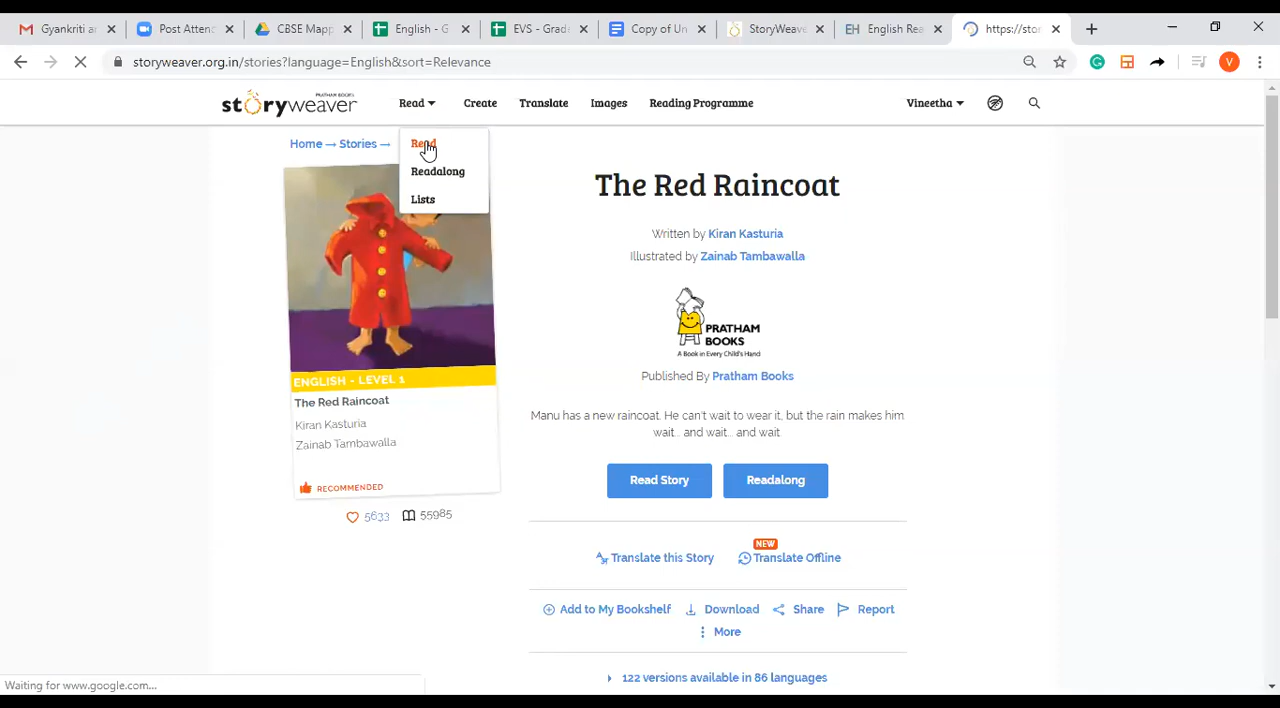 Gyankriti ar
Post Attenc
CBSE Mapp
English - G
EVS - Grade
Copy of Un
StoryWeave
English Rea
https://stor
storyweaver.org.in/stories?language=English&sort=Relevance
V
PRATHAM BOOKS
storyweaver
Read
Create
Translate
Images
Reading Programme
Vineetha
Home → Stories →
Read
Readalong
Lists
The Red Raincoat
Written by Kiran Kasturia
Illustrated by Zainab Tambawalla
PRATHAM
BOOKS
A Book in Every Child's Hand
Published By Pratham Books
ENGLISH - LEVEL 1
The Red Raincoat
Kiran Kasturia
Zainab Tambawalla
RECOMMENDED
5633 55985
Manu has a new raincoat. He can't wait to wear it, but the rain makes him
wait... and wait... and wait.
Read Story
Readalong
NEW
Translate this Story
Translate Offline
Add to My Bookshelf
Download
Share
Report
More
122 versions available in 86 languages
Waiting for www.google.com...